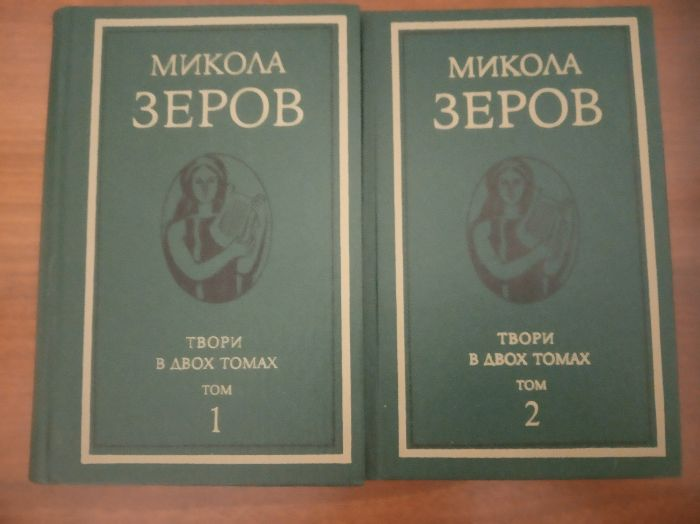 МИКОЛА
ЗЕРОВ
ТВОРИ
В ДВОХ ТОМАХ
ТОМ
1
МИКОЛА
ЗЕРОВ
ТВОРИ
В ДВОХ ТОМАХ
ТОМ
2